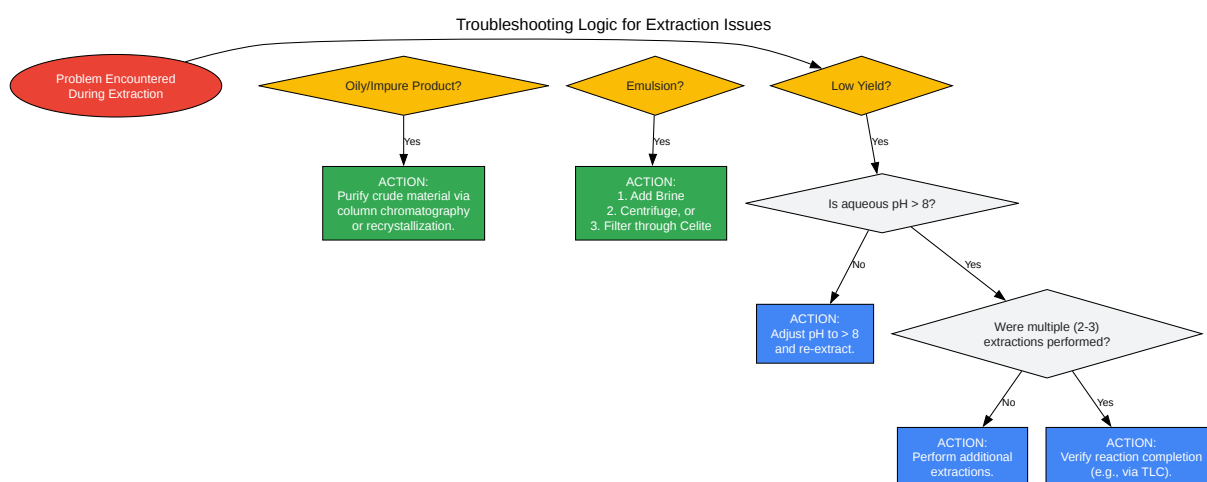 Troubleshooting Logic for Extraction Issues
Problem Encountered
During Extraction
Oily/Impure Product?
Emulsion?
Low Yield?
Yes
Yes
Yes
ACTION:
Purify crude material via
column chromatography
or recrystallization.
ACTION:
1. Add Brine
2. Centrifuge, or
3. Filter through Celite
Is aqueous pH > 8?
No
Yes
ACTION:
Adjust pH to > 8
and re-extract.
Were multiple (2-3)
extractions performed?
No
Yes
ACTION:
Perform additional
extractions.
ACTION:
Verify reaction completion
(e.g., via TLC).